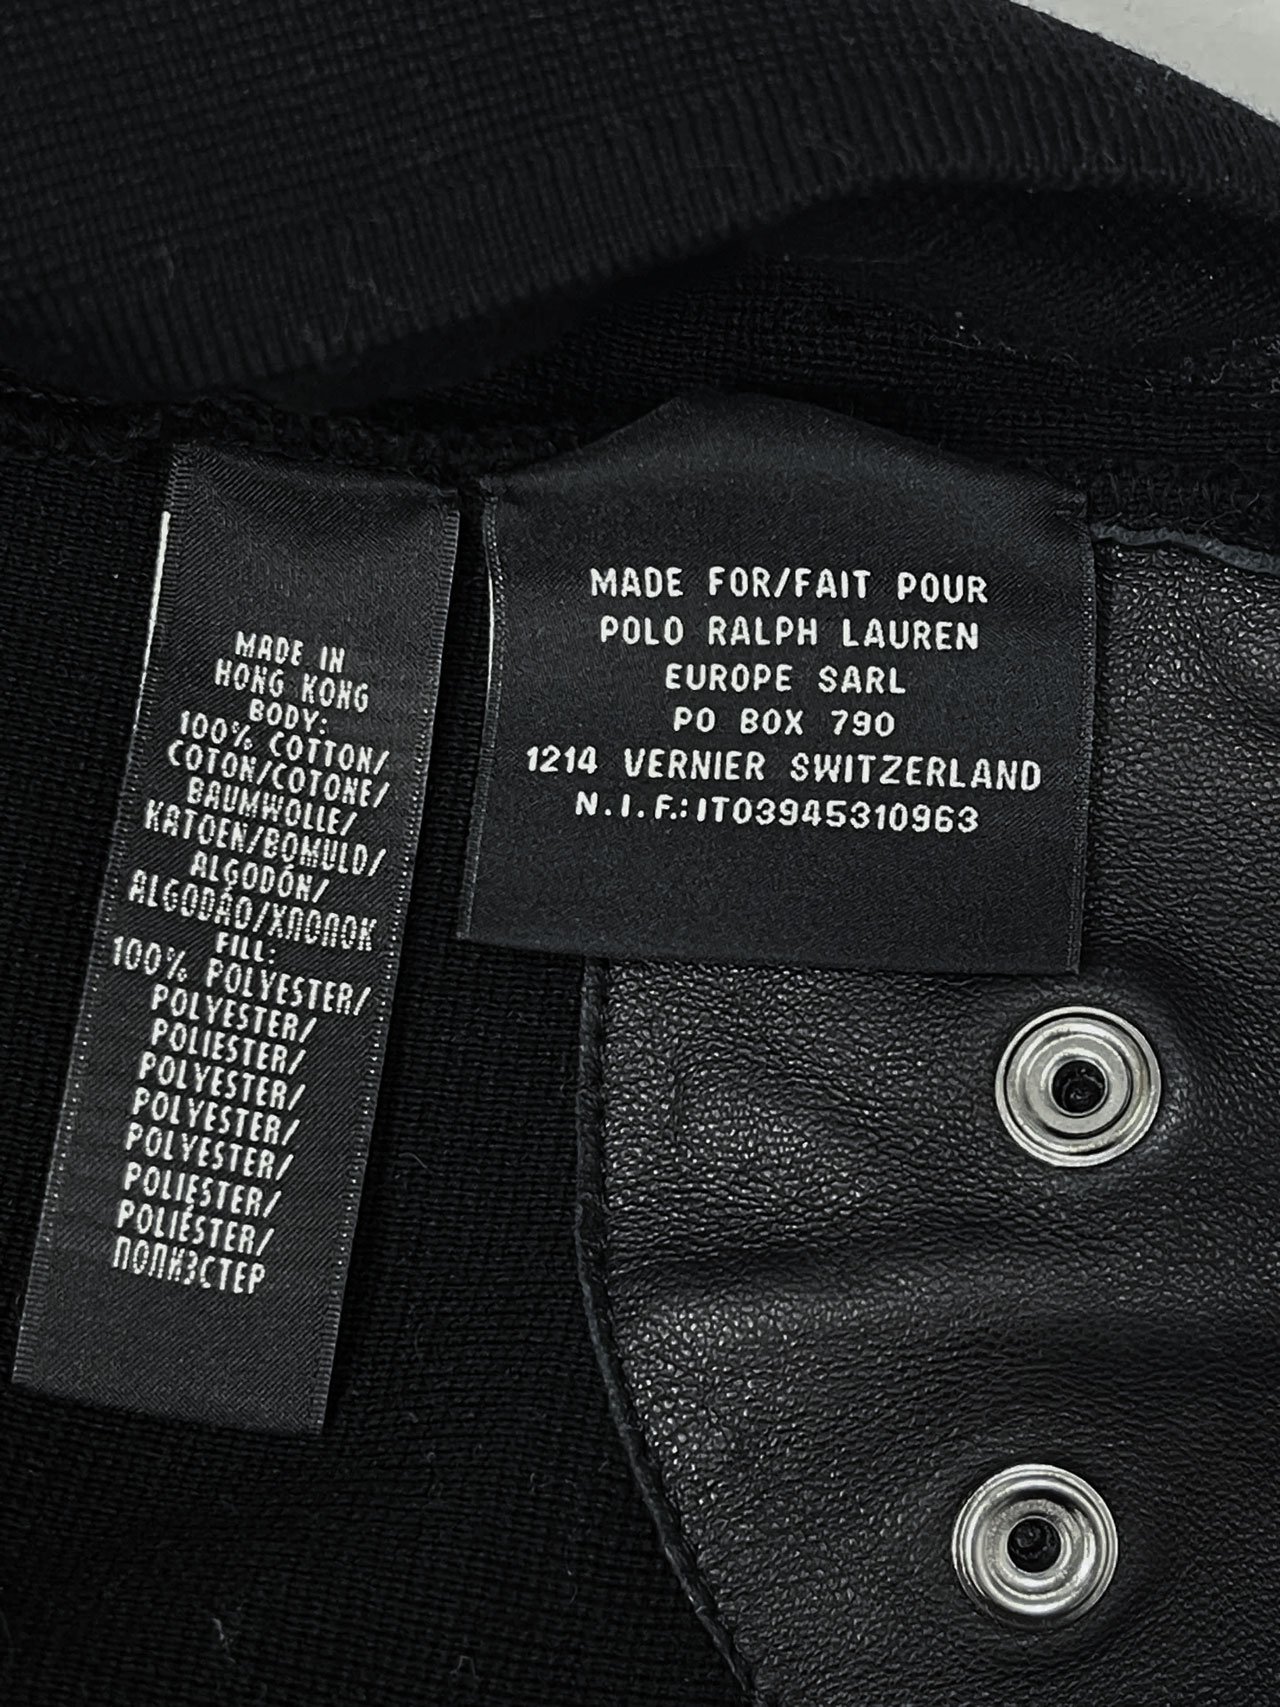 MADE IN
HONG KONG
BODY:
100% COTTON/
COTON/COTONE/
BAUMWOLLE/
KATOEN/BOMULD/
ALGODÓN/
ALGODÃO/ХЛОПОК
FILL:
100% POLYESTER/
POLYESTER/
POLIESTER/
POLYESTER/
POLYESTER/
POLYESTER/
POLIÉSTER/
POLIÉSTER/
ПОЛИЭСТЕР
MADE FOR/FAIT POUR
POLO RALPH LAUREN
EUROPE SARL
PO BOX 790
1214 VERNIER SWITZERLAND
N.I.F.:IT03945310963